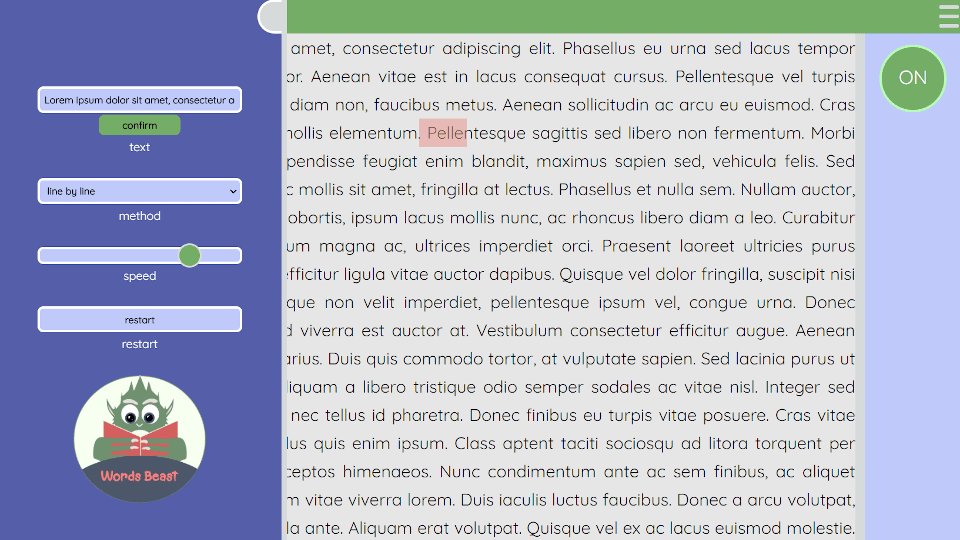 Lorem ipsum dolor sit amet, consectetur a
confirm
text
line by line
method
speed
restart
restart
Words Beast
amet, consectetur adipiscing elit. Phasellus eu urna sed lacus tempor
or. Aenean vitae est in lacus consequat cursus. Pellentesque vel turpis
diam non, faucibus metus. Aenean sollicitudin ac arcu eu euismod. Cras
mollis elementum. Pellentesque sagittis sed libero non fermentum. Morbi
pendisse feugiat enim blandit, maximus sapien sed, vehicula felis. Sed
c mollis sit amet, fringilla at lectus. Phasellus et nulla sem. Nullam auctor,
obortis, ipsum lacus mollis nunc, ac rhoncus libero diam a leo. Curabitur
um magna ac, ultrices imperdiet orci. Praesent laoreet ultricies purus
efficitur ligula vitae auctor dapibus. Quisque vel dolor fringilla, suscipit nisi
que non velit imperdiet, pellentesque ipsum vel, congue urna. Donec
d viverra est auctor at. Vestibulum consectetur efficitur augue. Aenean
arius. Duis quis commodo tortor, at vulputate sapien. Sed lacinia purus ut
liquam a libero tristique odio semper sodales ac vitae nisl. Integer sed
nec tellus id pharetra. Donec finibus eu turpis vitae posuere. Cras vitae
lus quis enim ipsum. Class aptent taciti sociosqu ad litora torquent per
ceptos himenaeos. Nunc condimentum ante ac sem finibus, ac aliquet
m vitae viverra lorem. Duis iaculis luctus faucibus. Donec a arcu volutpat,
la ante. Aliquam erat volutpat. Quisque vel ex ac lacus euismod molestie.
ON